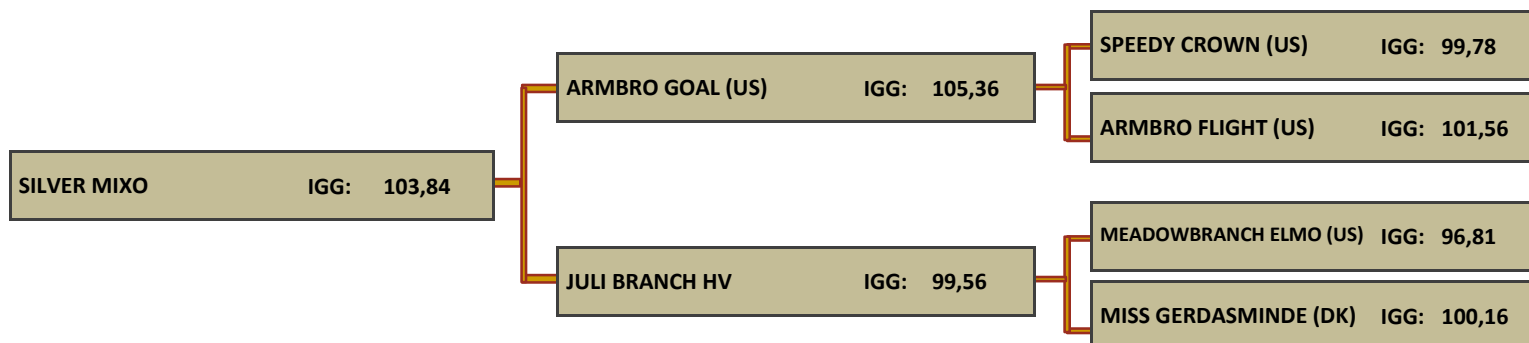 SPEEDY CROWN (US) IGG: 99,78
ARMBRO GOAL (US) IGG: 105,36
ARMBRO FLIGHT (US) IGG: 101,56
SILVER MIXO IGG: 103,84
MEADOWBRANCH ELMO (US) IGG: 96,81
JULI BRANCH HV IGG: 99,56
MISS GERDASMINDE (DK) IGG: 100,16